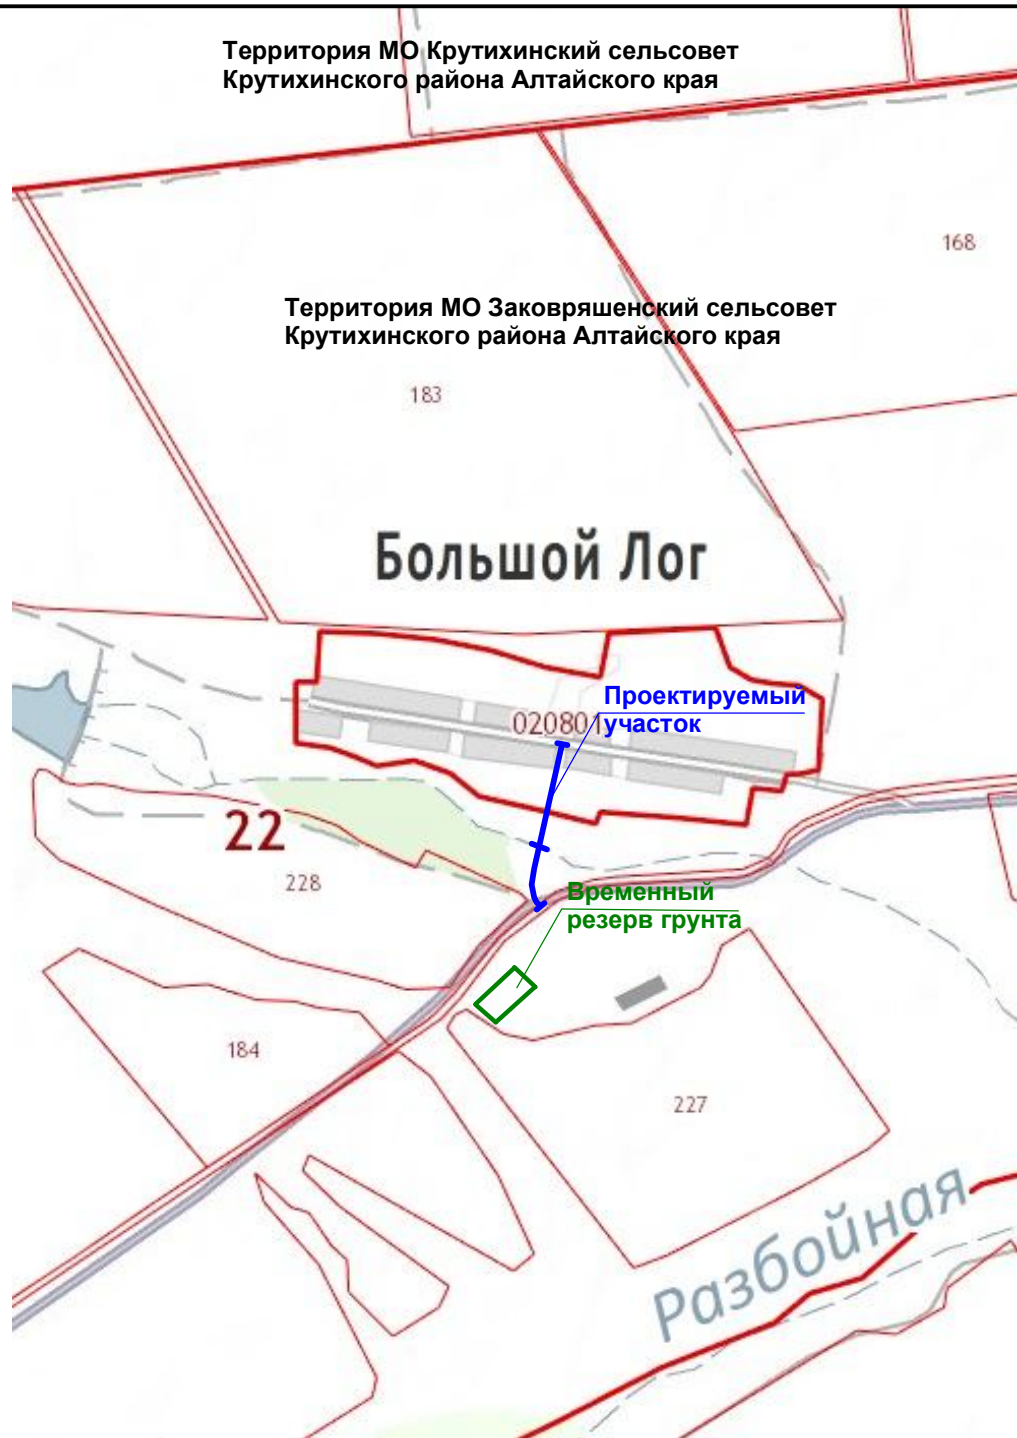 Территория МО Крутихинский сельсовет
Крутихинского района Алтайского края
168
Территория МО Заковряшенский сельсовет
Крутихинского района Алтайского края
183
Большой Лог
Проектируемый
участок
020801
22
228
Временный
резерв грунта
184
227
Разбойная